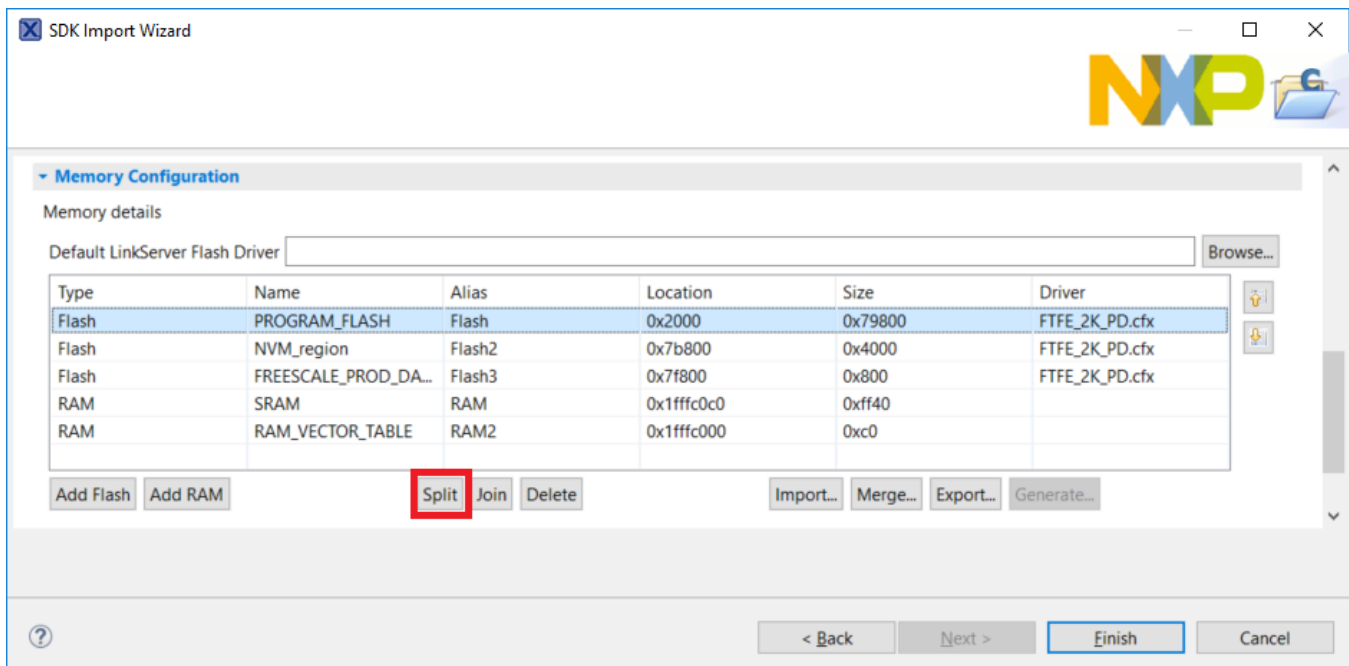 SDK Import Wizard
NXP
Memory Configuration
Memory details
Default LinkServer Flash Driver Browse...
Type Name Alias Location Size Driver
Flash PROGRAM_FLASH Flash 0x2000 0x79800 FTFE_2K_PD.cfx
Flash NVM_region Flash2 0x7b800 0x4000 FTFE_2K_PD.cfx
Flash FREESCALE_PROD_DA... Flash3 0x7f800 0x800 FTFE_2K_PD.cfx
RAM SRAM RAM 0x1fffc0c0 0xff40
RAM RAM_VECTOR_TABLE RAM2 0x1fffc000 0xc0
Add Flash Add RAM Split Join Delete Import... Merge... Export... Generate...
? < Back Next > Finish Cancel